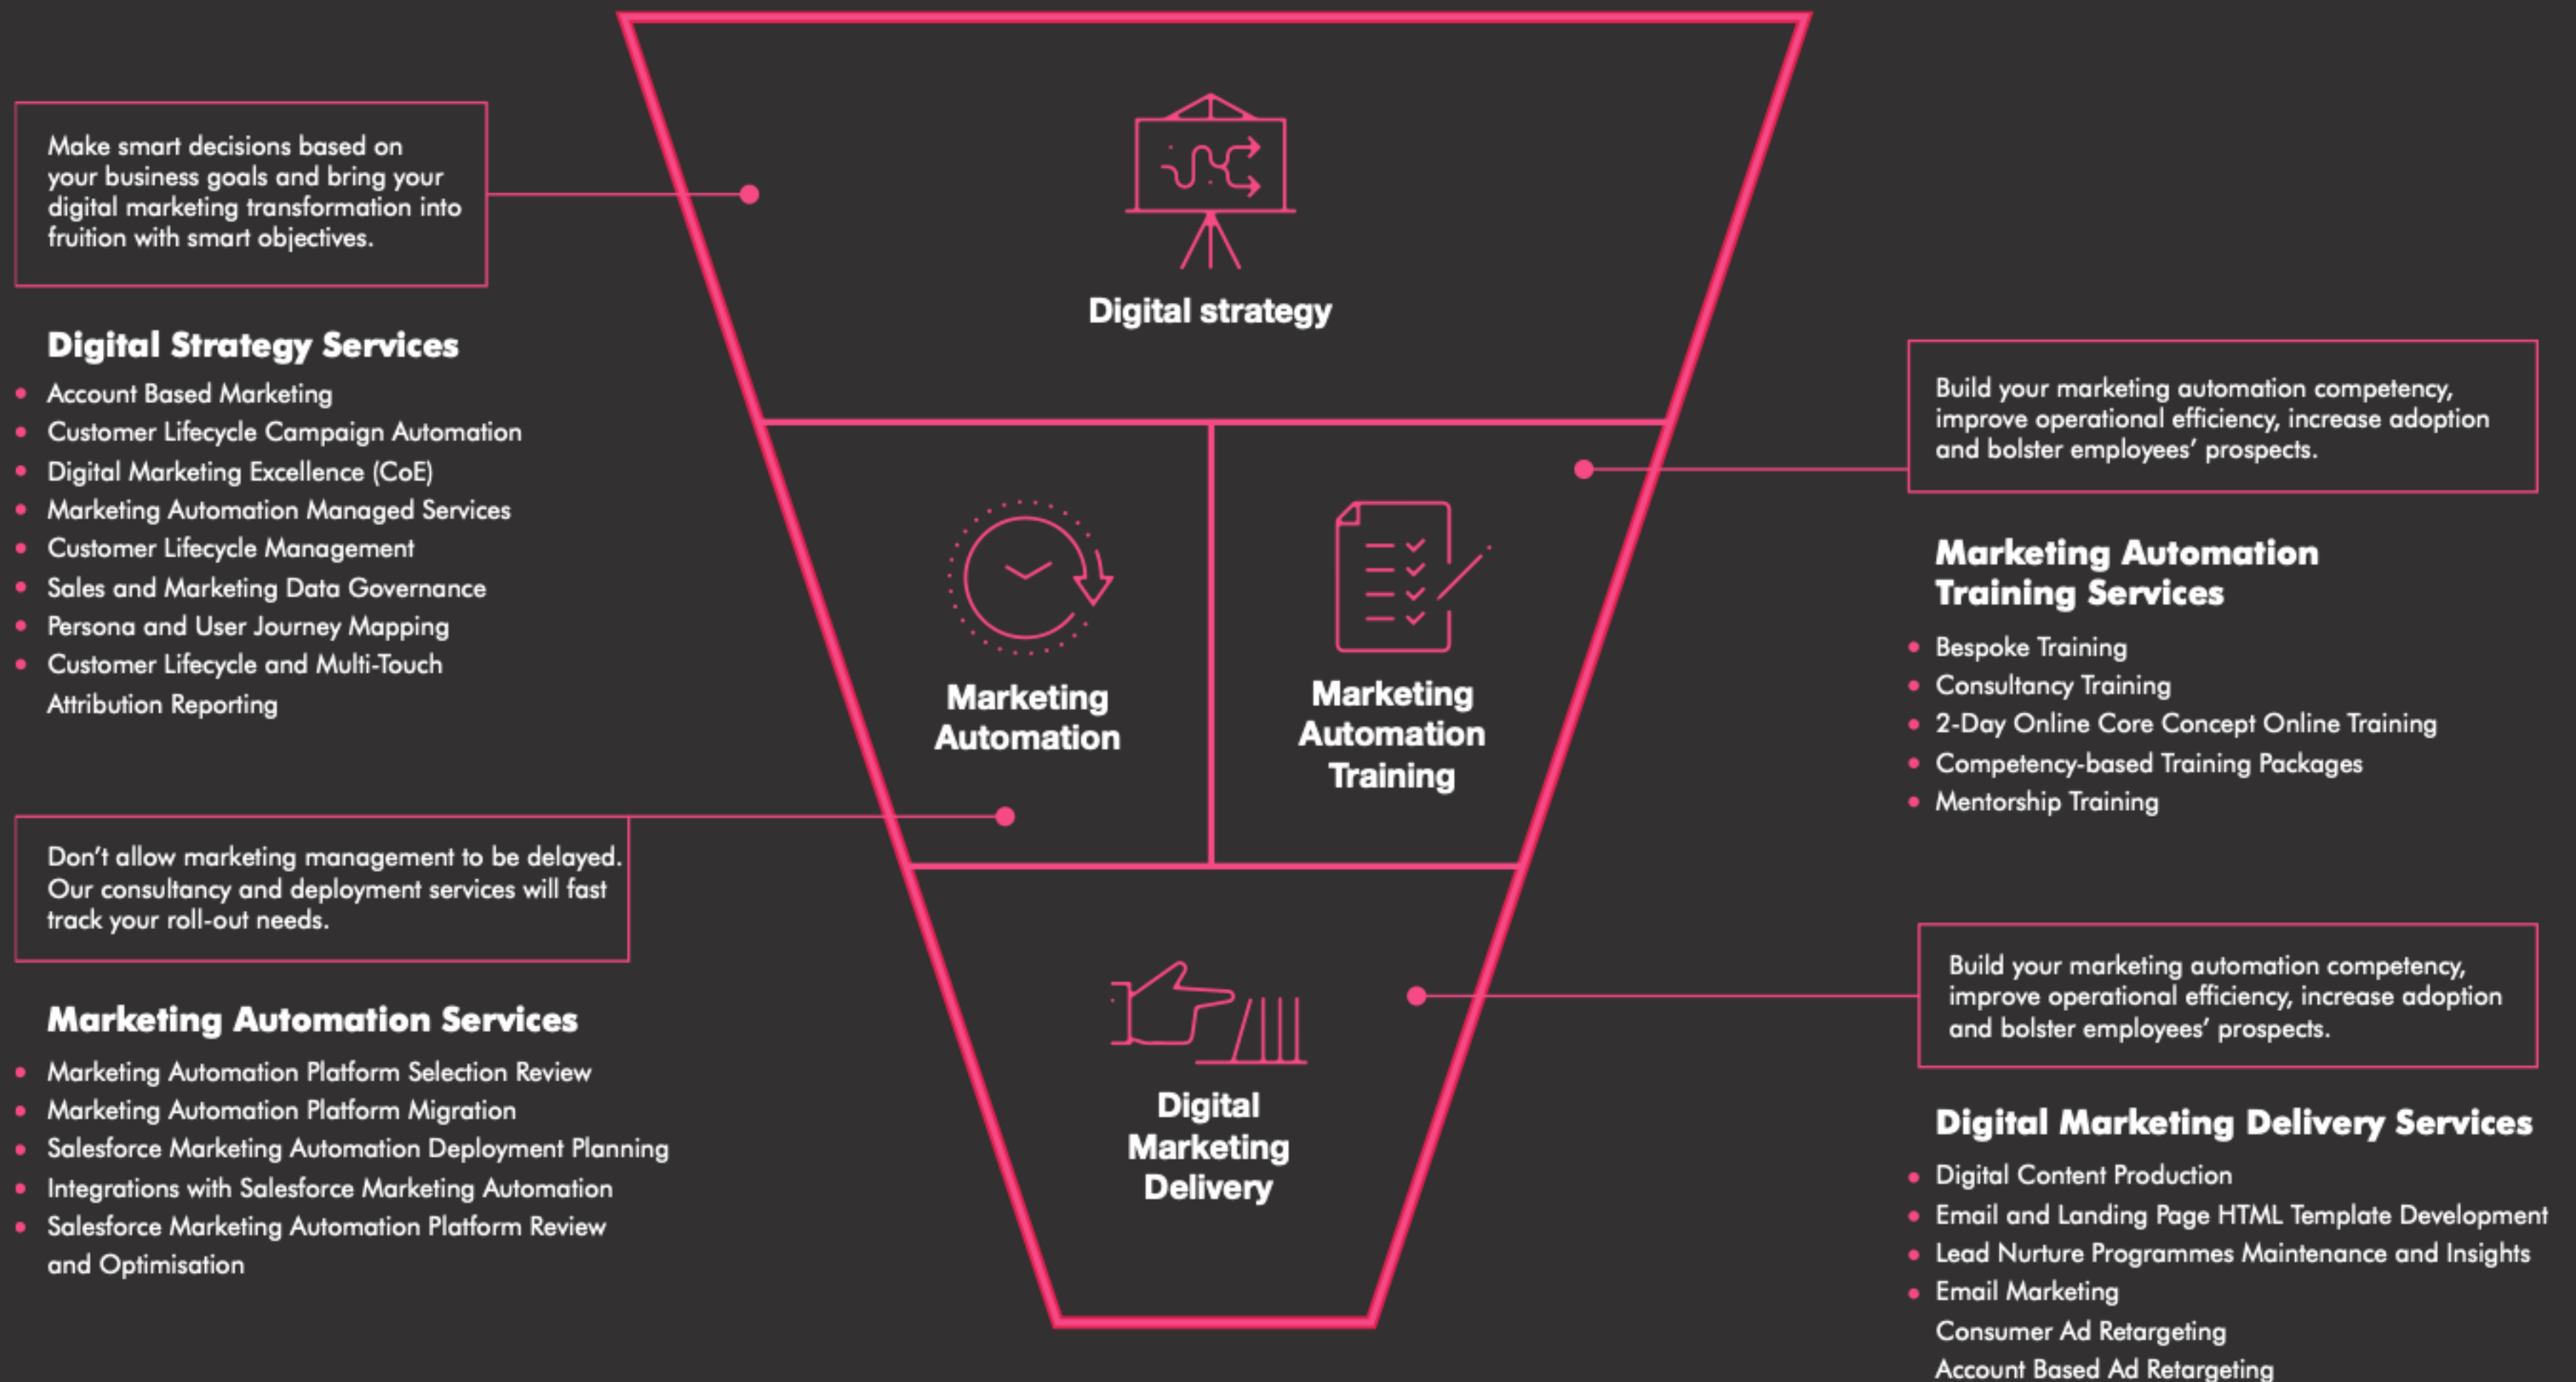 Make smart decisions based on
your business goals and bring your
digital marketing transformation into
fruition with smart objectives.
Digital Strategy Services
Account Based Marketing
Customer Lifecycle Campaign Automation
Digital Marketing Excellence (CoE)
Marketing Automation Managed Services
Customer Lifecycle Management
Sales and Marketing Data Governance
Persona and User Journey Mapping
Customer Lifecycle and Multi-Touch
Attribution Reporting
Don't allow marketing management to be delayed.
Our consultancy and deployment services will fast
track your roll-out needs.
Marketing Automation Services
Marketing Automation Platform Selection Review
Marketing Automation Platform Migration
Salesforce Marketing Automation Deployment Planning
Integrations with Salesforce Marketing Automation
Salesforce Marketing Automation Platform Review
and Optimisation
Digital strategy
Marketing
Automation
Marketing
Automation
Training
Digital
Marketing
Delivery
Build your marketing automation competency,
improve operational efficiency, increase adoption
and bolster employees' prospects.
Marketing Automation
Training Services
Bespoke Training
Consultancy Training
2-Day Online Core Concept Online Training
Competency-based Training Packages
Mentorship Training
Build your marketing automation competency,
improve operational efficiency, increase adoption
and bolster employees' prospects.
Digital Marketing Delivery Services
Digital Content Production
Email and Landing Page HTML Template Development
Lead Nurture Programmes Maintenance and Insights
Email Marketing
Consumer Ad Retargeting
Account Based Ad Retargeting